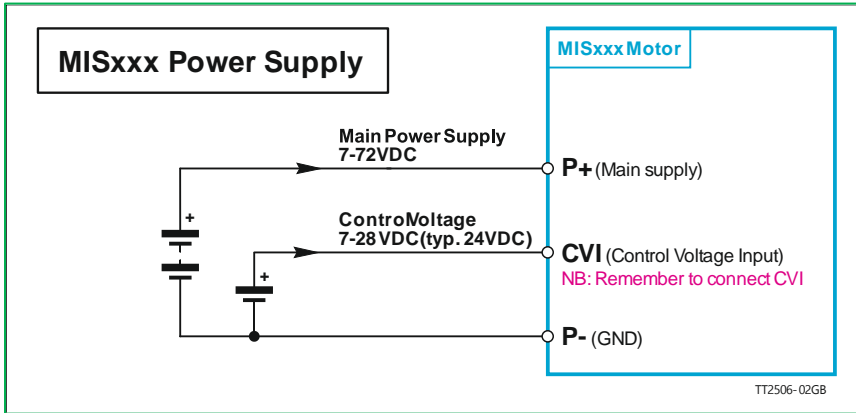 MISxxx Power Supply
MISxxx Motor
Main Power Supply
7-72VDC
P+ (Main supply)
+
ControlVoltage
7-28 VDC(typ. 24VDC)
CVI (Control Voltage Input)
NB: Remember to connect CVI
+
P- (GND)
TT2506-02GB